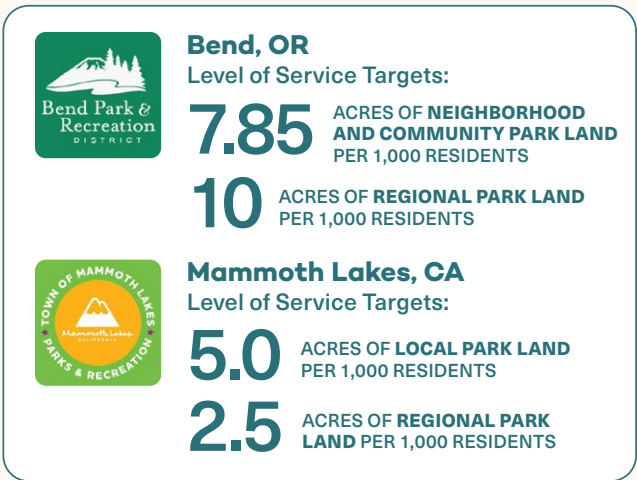 Bend Park &
Recreation
DISTRICT
Bend, OR
Level of Service Targets:
7.85
ACRES OF NEIGHBORHOOD
AND COMMUNITY PARK LAND
PER 1,000 RESIDENTS
10
ACRES OF REGIONAL PARK LAND
PER 1,000 RESIDENTS
TOWN OF MAMMOTH LAKES
Mammoth Lakes
CALIFORNIA
PARKS & RECREATION
Mammoth Lakes, CA
Level of Service Targets:
5.0
ACRES OF LOCAL PARK LAND
PER 1,000 RESIDENTS
2.5
ACRES OF REGIONAL PARK
LAND PER 1,000 RESIDENTS